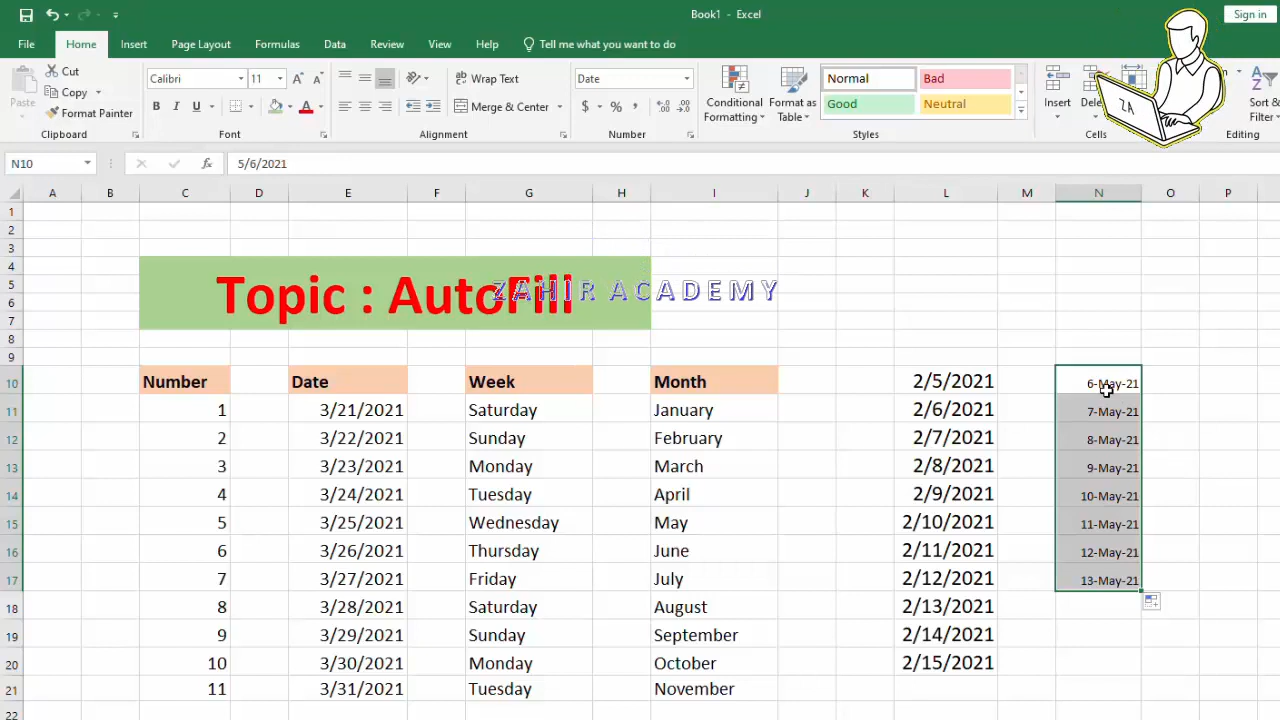 Book1 - Excel
Sign in
File Home Insert Page Layout Formulas Data Review View Help Tell me what you want to do
Paste
Cut
Copy
Format Painter
Clipboard
Calibri 11
B I U
Font
Wrap Text
Merge & Center
Alignment
Date
$ % ,
Number
Conditional Formatting
Format as Table
Normal Bad
Good Neutral
Styles
Insert
Cells
Sort & Filter
Editing
ZA
N10 fx 5/6/2021
A B C D E F G H I J K L M N O P
1
2
3
4
5
6
7
8
9
Topic : AutoFill
ZAHIR ACADEMY
10 Number Date Week Month 2/5/2021 6-May-21
11 1 3/21/2021 Saturday January 2/6/2021 7-May-21
12 2 3/22/2021 Sunday February 2/7/2021 8-May-21
13 3 3/23/2021 Monday March 2/8/2021 9-May-21
14 4 3/24/2021 Tuesday April 2/9/2021 10-May-21
15 5 3/25/2021 Wednesday May 2/10/2021 11-May-21
16 6 3/26/2021 Thursday June 2/11/2021 12-May-21
17 7 3/27/2021 Friday July 2/12/2021 13-May-21
18 8 3/28/2021 Saturday August 2/13/2021
19 9 3/29/2021 Sunday September 2/14/2021
20 10 3/30/2021 Monday October 2/15/2021
21 11 3/31/2021 Tuesday November
22